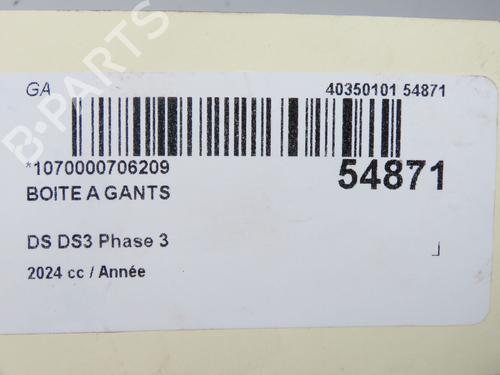 GA
40350101 54871
*1070000706209
54871
BOITE A GANTS
DS DS3 Phase 3
2024 cc / Année
B-PARTS